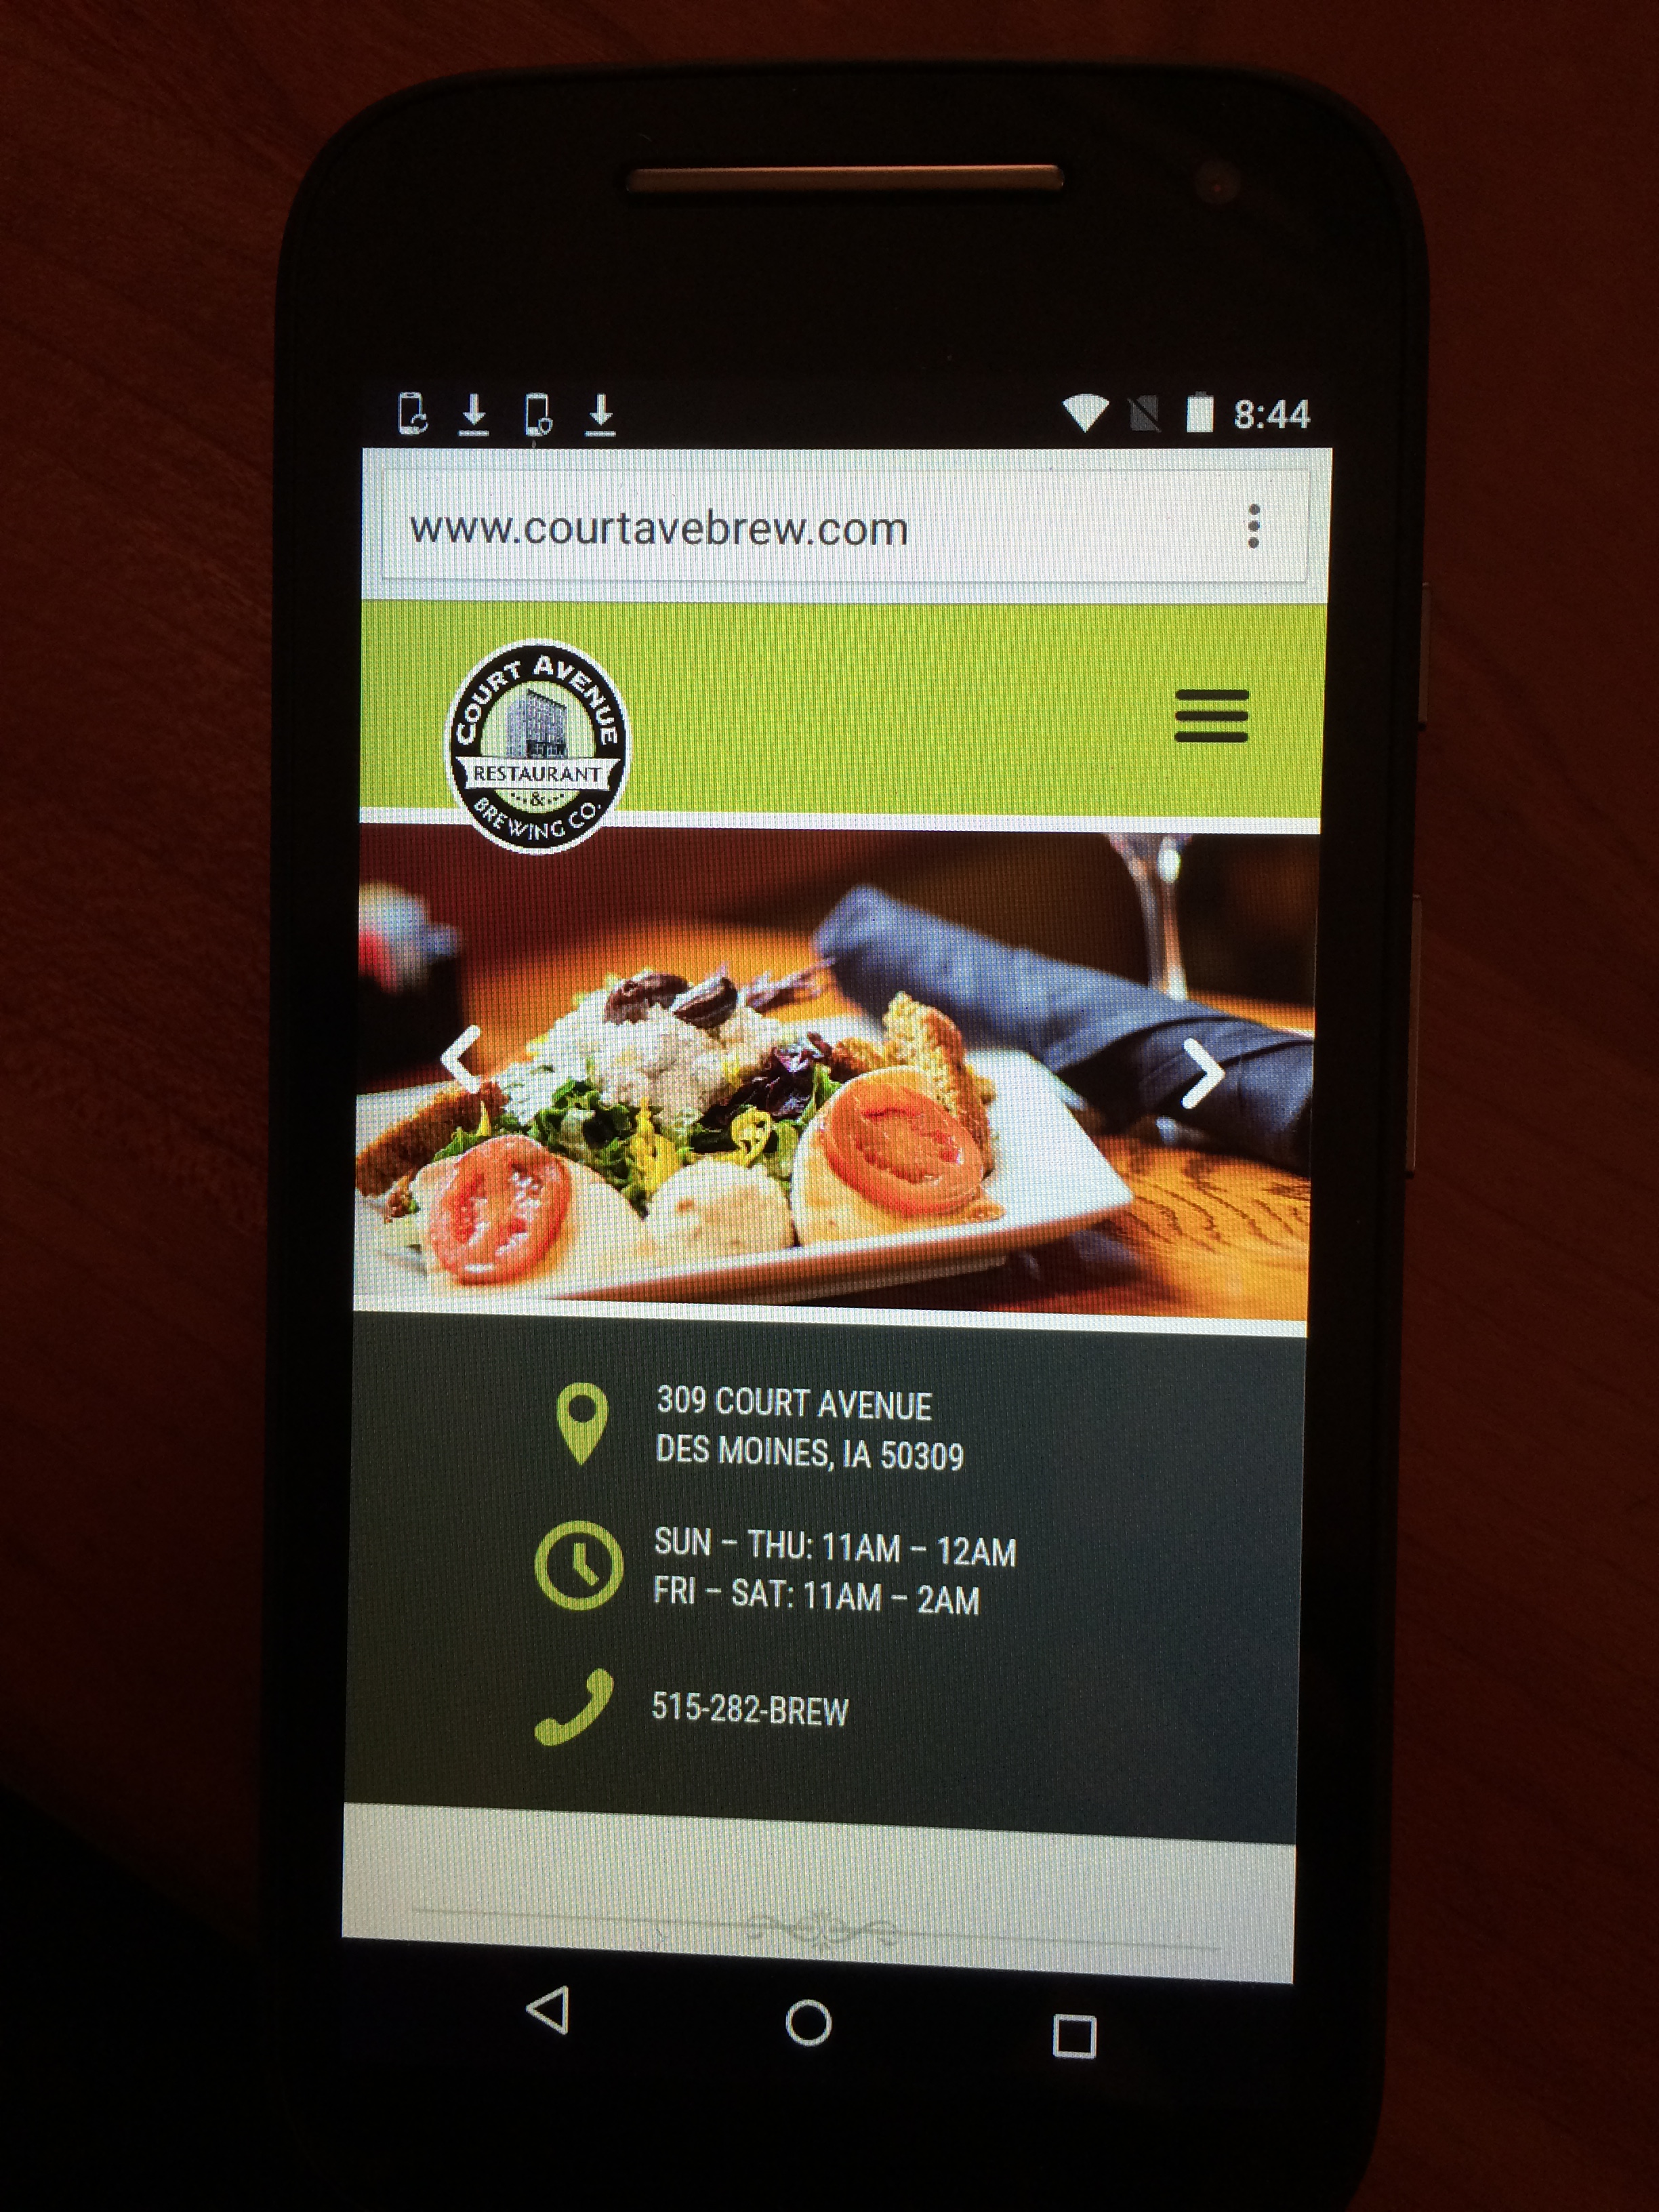 8:44
www.courtavebrew.com
COURT AVENUE
RESTAURANT
&
BREWING CO.
309 COURT AVENUE
DES MOINES, IA 50309
SUN – THU: 11AM – 12AM
FRI – SAT: 11AM – 2AM
515-282-BREW